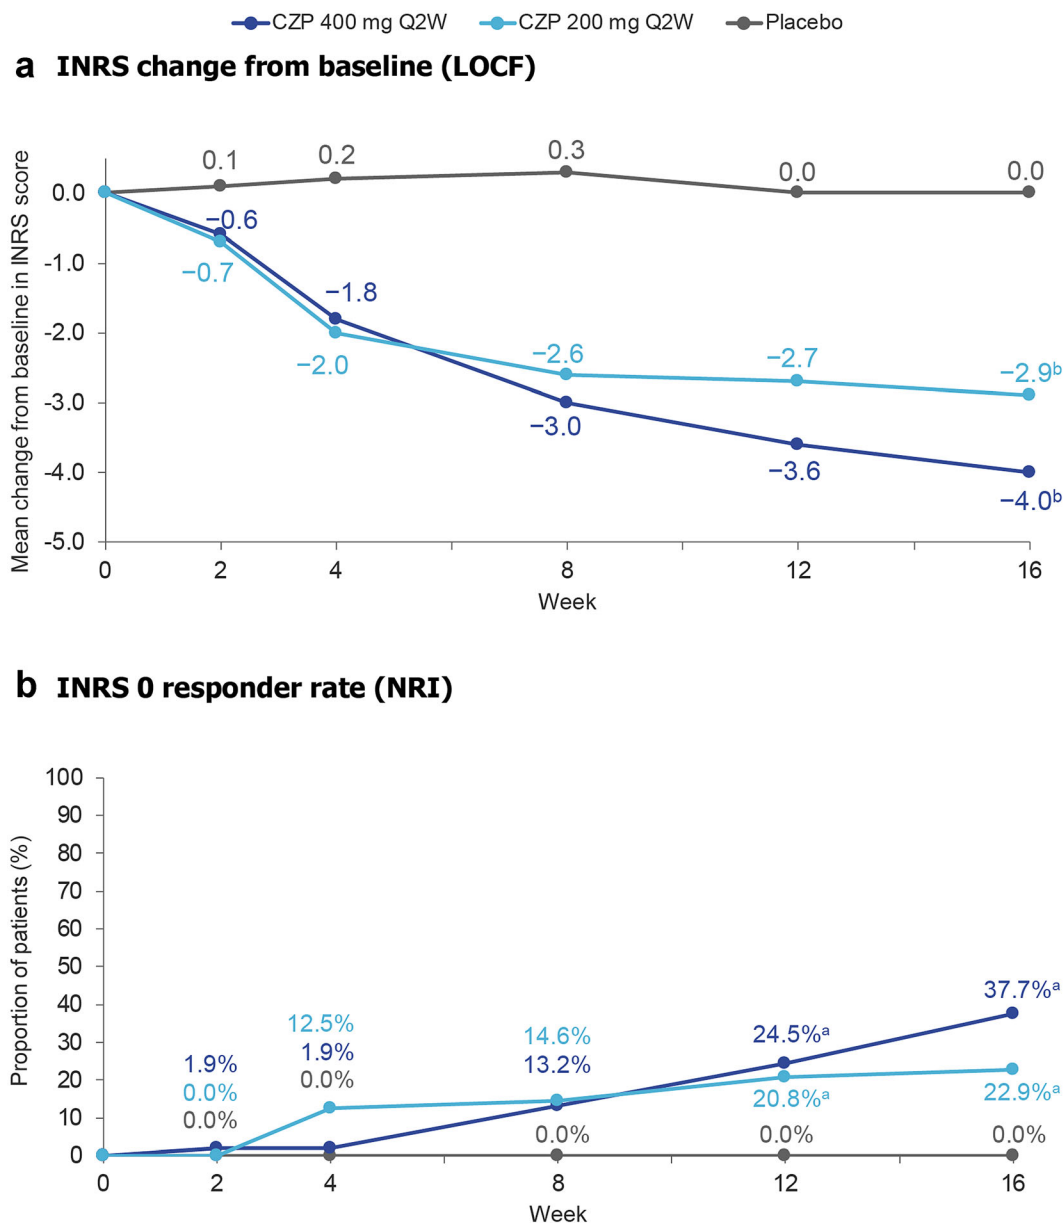 CZP 400 mg Q2W CZP 200 mg Q2W Placebo
a INRS change from baseline (LOCF)
Mean change from baseline in INRS score
0.0
-1.0
-2.0
-3.0
-4.0
-5.0
0.1
0.2
0.3
0.0
0.0
−0.6
−0.7
−1.8
−2.0
−2.6
−3.0
−2.7
−3.6
−2.9ᵇ
−4.0ᵇ
0 2 4 8 12 16
Week
b INRS 0 responder rate (NRI)
Proportion of patients (%)
100
90
80
70
60
50
40
30
20
10
0
1.9%
0.0%
0.0%
12.5%
1.9%
0.0%
14.6%
13.2%
0.0%
24.5%ᵃ
20.8%ᵃ
0.0%
37.7%ᵃ
22.9%ᵃ
0.0%
0 2 4 8 12 16
Week